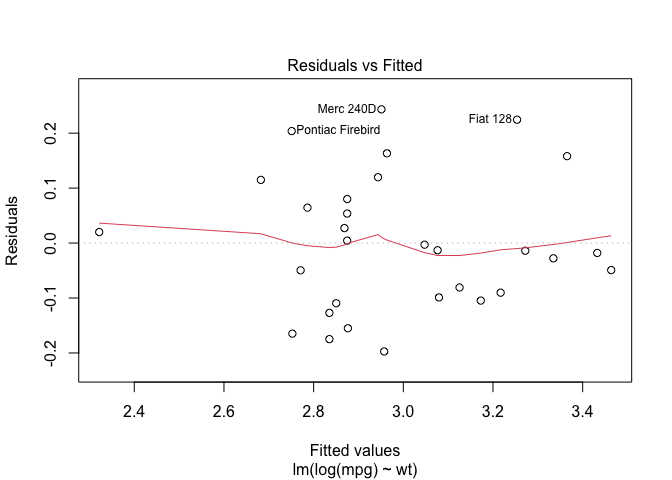 Residuals vs Fitted
Merc 240D
Fiat 128
Pontiac Firebird
Residuals
0.2
0.1
0.0
-0.1
-0.2
2.4 2.6 2.8 3.0 3.2 3.4
Fitted values
lm(log(mpg) ~ wt)